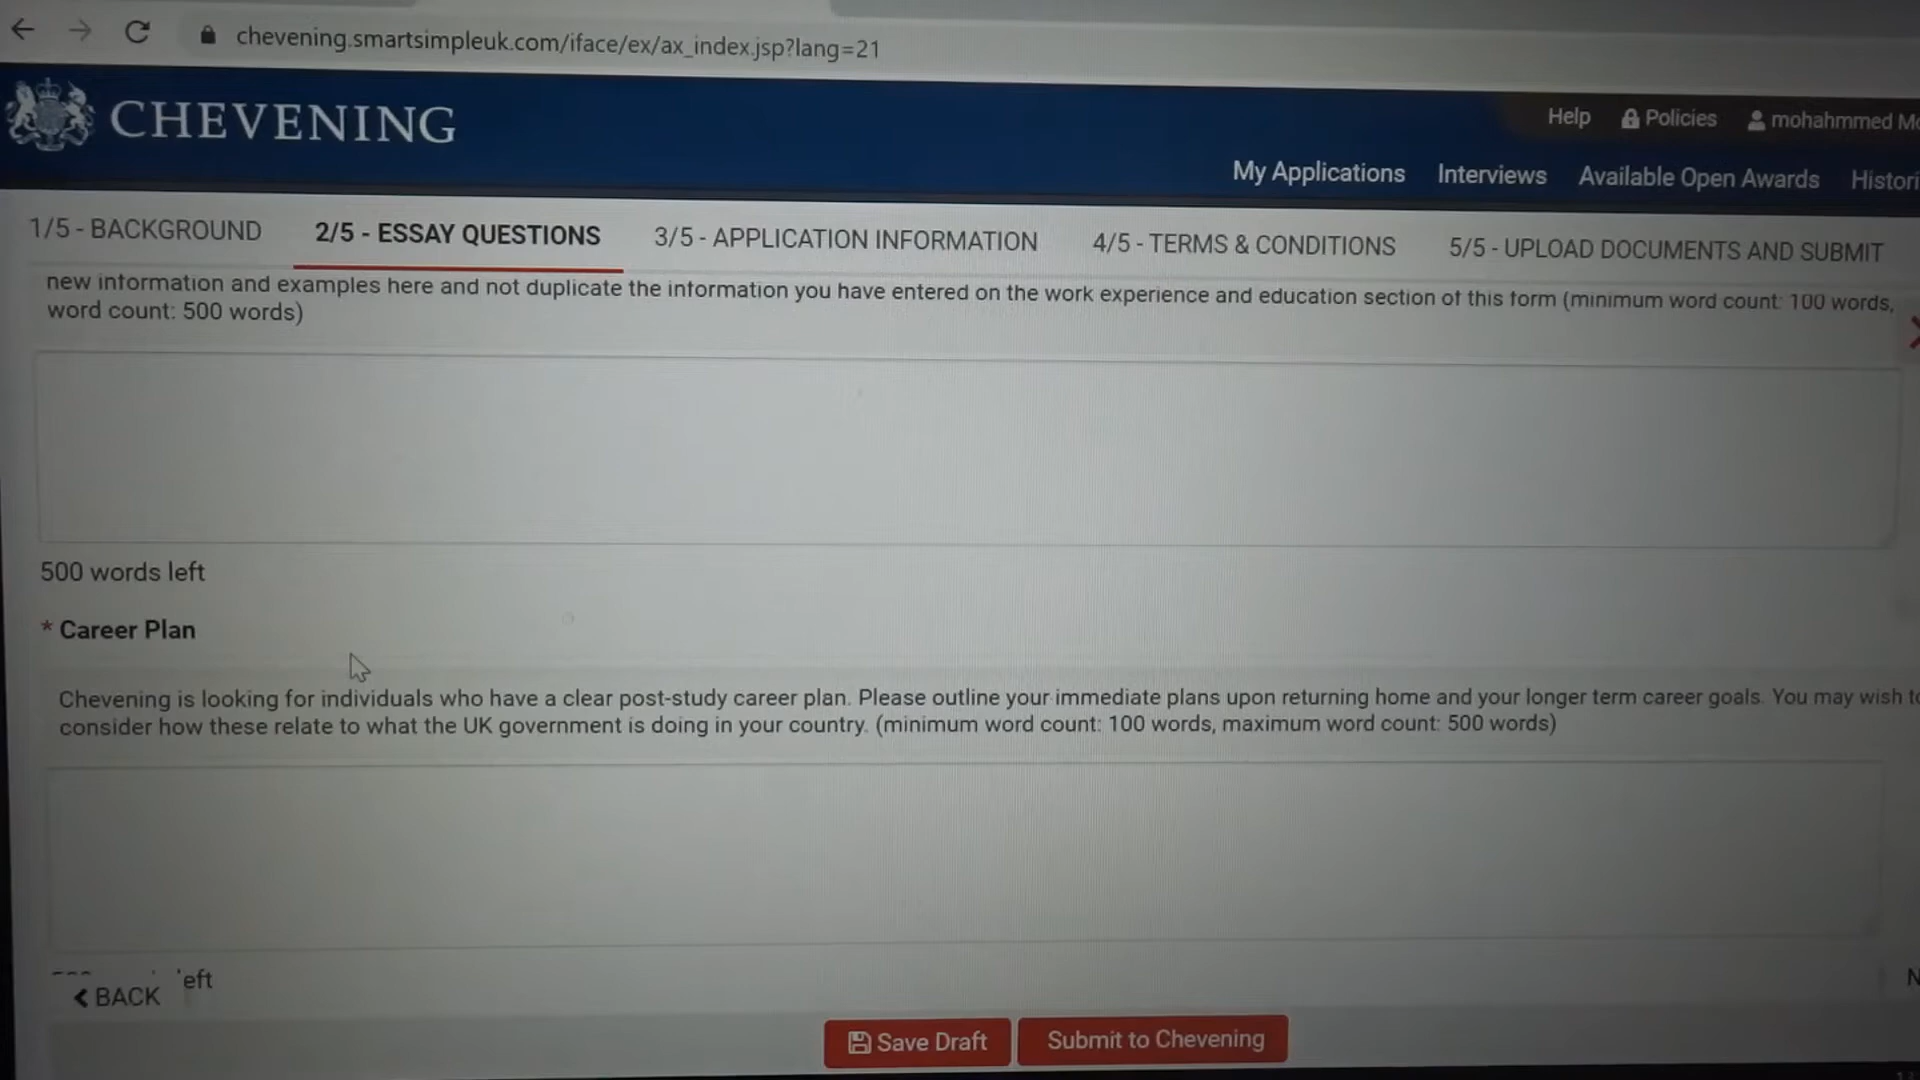 chevening.smartsimpleuk.com/iface/ex/ax_index.jsp?lang=21
CHEVENING
Help Policies mohahmmed
My Applications Interviews Available Open Awards Histori
1/5 - BACKGROUND 2/5 - ESSAY QUESTIONS 3/5 - APPLICATION INFORMATION 4/5 - TERMS & CONDITIONS 5/5 - UPLOAD DOCUMENTS AND SUBMIT
new information and examples here and not duplicate the information you have entered on the work experience and education section of this form (minimum word count: 100 words,
word count: 500 words)
500 words left
* Career Plan
Chevening is looking for individuals who have a clear post-study career plan. Please outline your immediate plans upon returning home and your longer term career goals. You may wish to
consider how these relate to what the UK government is doing in your country. (minimum word count: 100 words, maximum word count: 500 words)
eft
< BACK
N
Save Draft Submit to Chevening